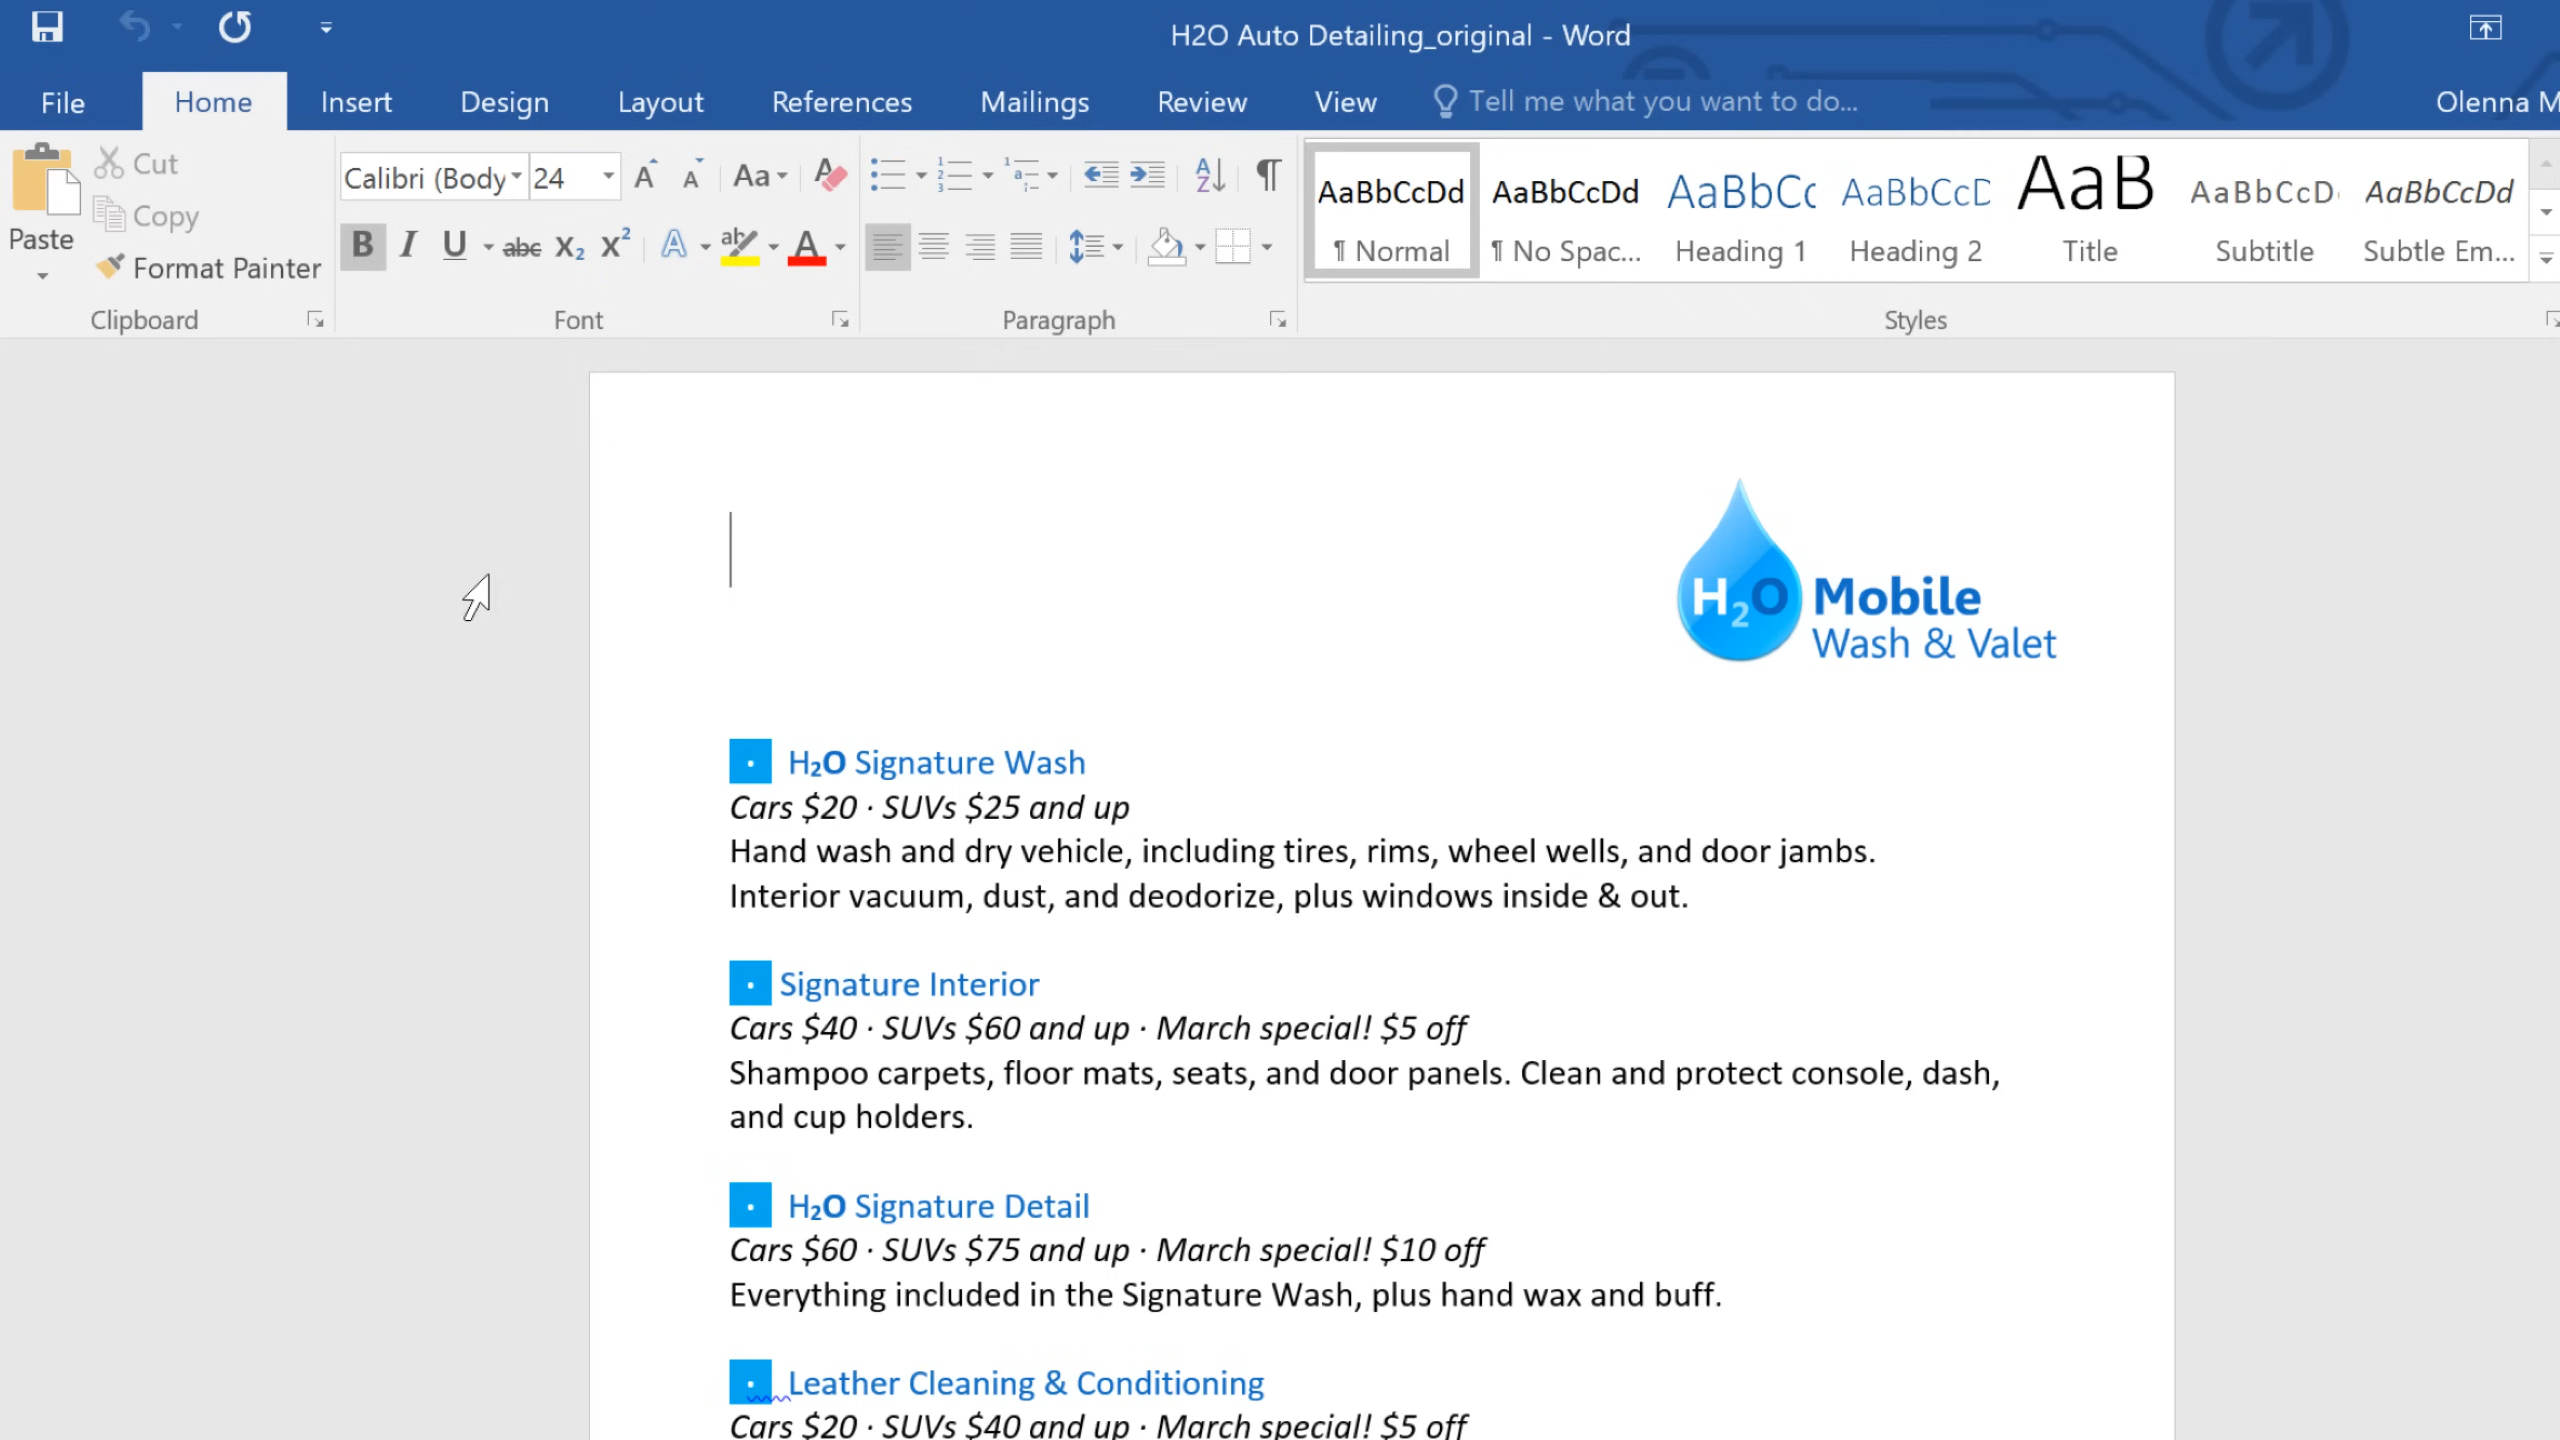 H2O Auto Detailing_original - Word
File Home Insert Design Layout References Mailings Review View Tell me what you want to do... Olenna M
Paste
Cut
Copy
Format Painter
Clipboard
Calibri (Body 24
Font
Paragraph
AaBbCcDd AaBbCcDd AaBbCc AaBbCcD AaB AaBbCcD AaBbCcDd
¶ Normal ¶ No Spac... Heading 1 Heading 2 Title Subtitle Subtle Em...
Styles
H₂O Mobile
Wash & Valet
· H₂O Signature Wash
Cars $20 · SUVs $25 and up
Hand wash and dry vehicle, including tires, rims, wheel wells, and door jambs.
Interior vacuum, dust, and deodorize, plus windows inside & out.
· Signature Interior
Cars $40 · SUVs $60 and up · March special! $5 off
Shampoo carpets, floor mats, seats, and door panels. Clean and protect console, dash,
and cup holders.
· H₂O Signature Detail
Cars $60 · SUVs $75 and up · March special! $10 off
Everything included in the Signature Wash, plus hand wax and buff.
· Leather Cleaning & Conditioning
Cars $20 · SUVs $40 and up · March special! $5 off